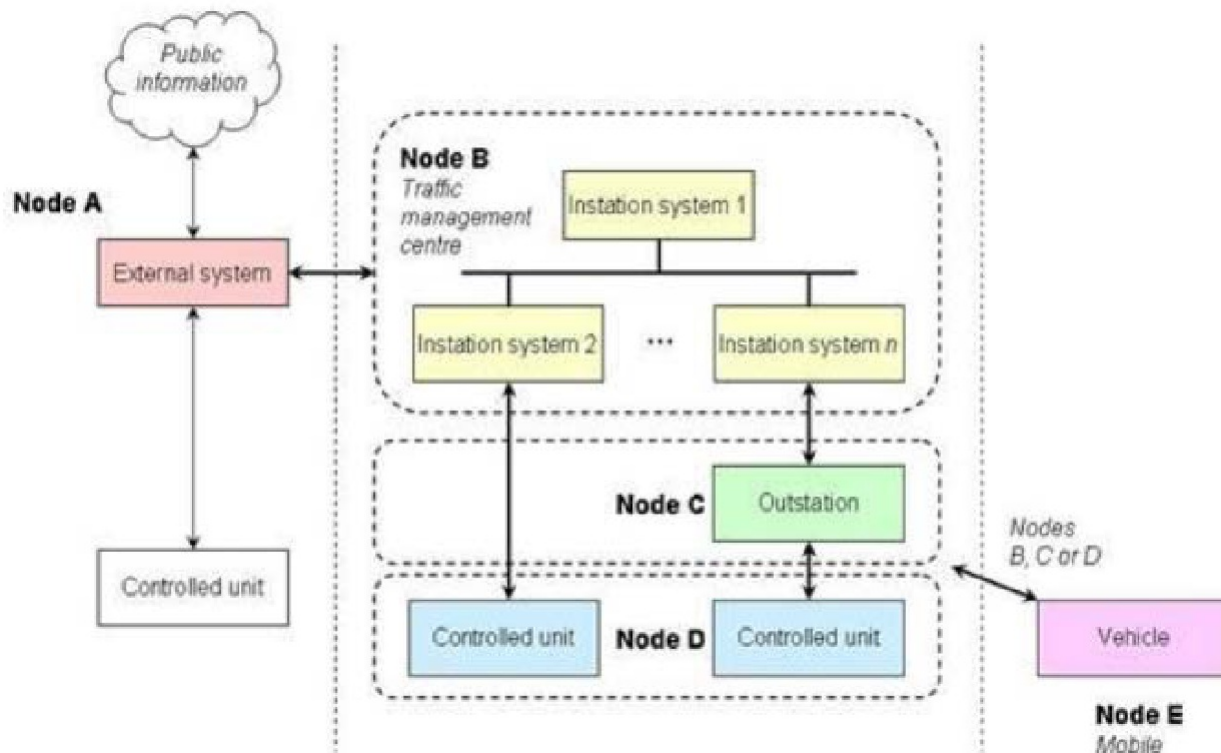 Public
information
Node A
External system
Controlled unit
Node B
Traffic
management
centre
Instation system 1
Instation system 2
...
Instation system n
Node C
Outstation
Controlled unit
Node D
Controlled unit
Nodes
B, C or D
Vehicle
Node E
Mobile